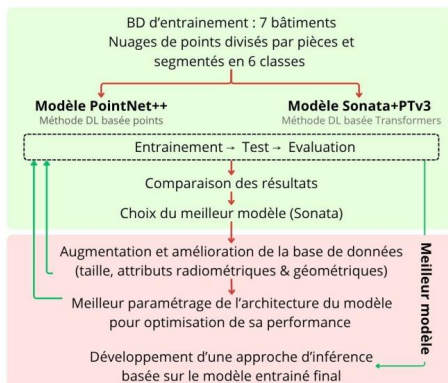 BD d’entrainement : 7 bâtiments
Nuages de points divisés par pièces et
segmentés en 6 classes
Modèle PointNet++
Méthode DL basée points
Modèle Sonata+PTv3
Méthode DL basée Transformers
Entrainement → Test → Evaluation
Comparaison des résultats
Choix du meilleur modèle (Sonata)
Augmentation et amélioration de la base de données
(taille, attributs radiométriques & géométriques)
Meilleur paramétrage de l’architecture du modèle
pour optimisation de sa performance
Meilleur modèle
Développement d’une approche d’inférence
basée sur le modèle entrainé final